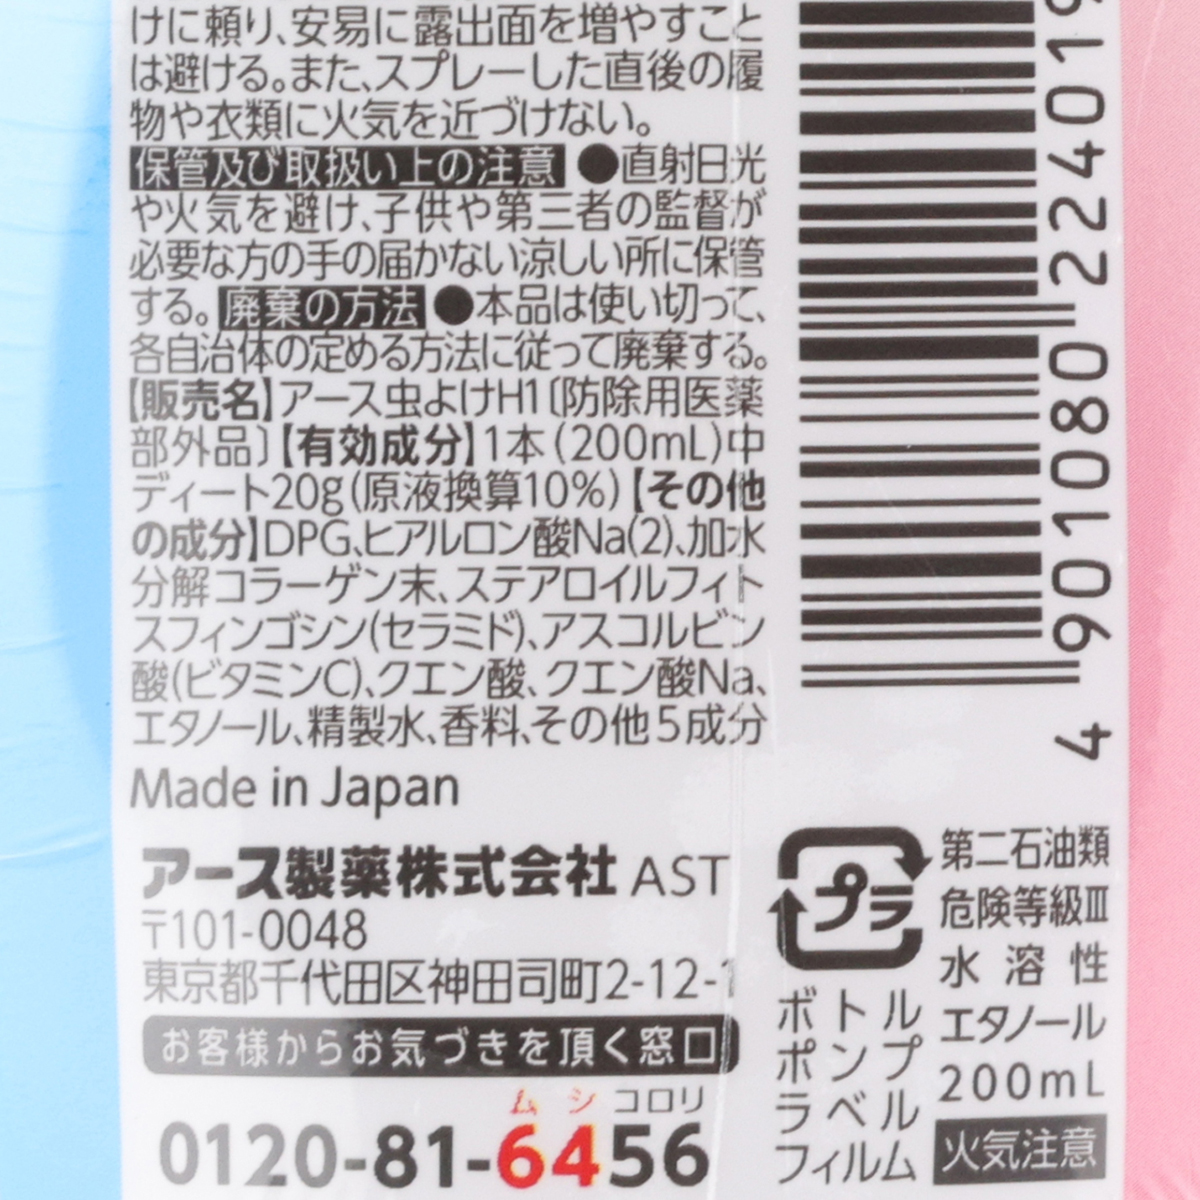 けに頼り、安易に露出面を増やすこと
は避ける。また、スプレーした直後の履
物や衣類に火気を近づけない。
保管及び取扱い上の注意 ●直射日光
や火気を避け、子供や第三者の監督が
必要な方の手の届かない涼しい所に保管
する。 廃棄の方法 ●本品は使い切って、
各自治体の定める方法に従って廃棄する。
【販売名】アース虫よけH1〔防除用医薬
部外品〕【有効成分】1本(200mL)中
ディート20g(原液換算10%)【その他
の成分】DPG、ヒアルロン酸Na(2)、加水
分解コラーゲン末、ステアロイルフィト
スフィンゴシン(セラミド)、アスコルビン
酸(ビタミンC)、クエン酸、クエン酸Na、
エタノール、精製水、香料、その他5成分
Made in Japan
アース製薬株式会社 AST
〒101-0048
東京都千代田区神田司町2-12-1
お客様からお気づきを頂く窓口
ムシ コロリ
0120-81-6456
4 901080 224019
プラ
ボトル
ポンプ
ラベル
フィルム
第二石油類
危険等級Ⅲ
水溶性
エタノール
200mL
火気注意